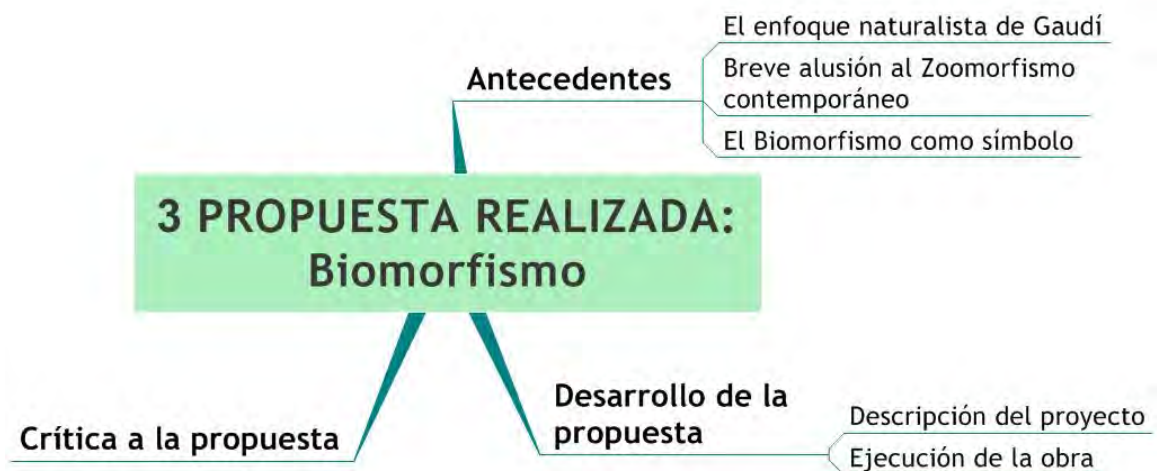 El enfoque naturalista de Gaudí
Antecedentes
Breve alusión al Zoomorfismo
contemporáneo
El Biomorfismo como símbolo
3 PROPUESTA REALIZADA:
Biomorfismo
Crítica a la propuesta
Desarrollo de la
propuesta
Descripción del proyecto
Ejecución de la obra